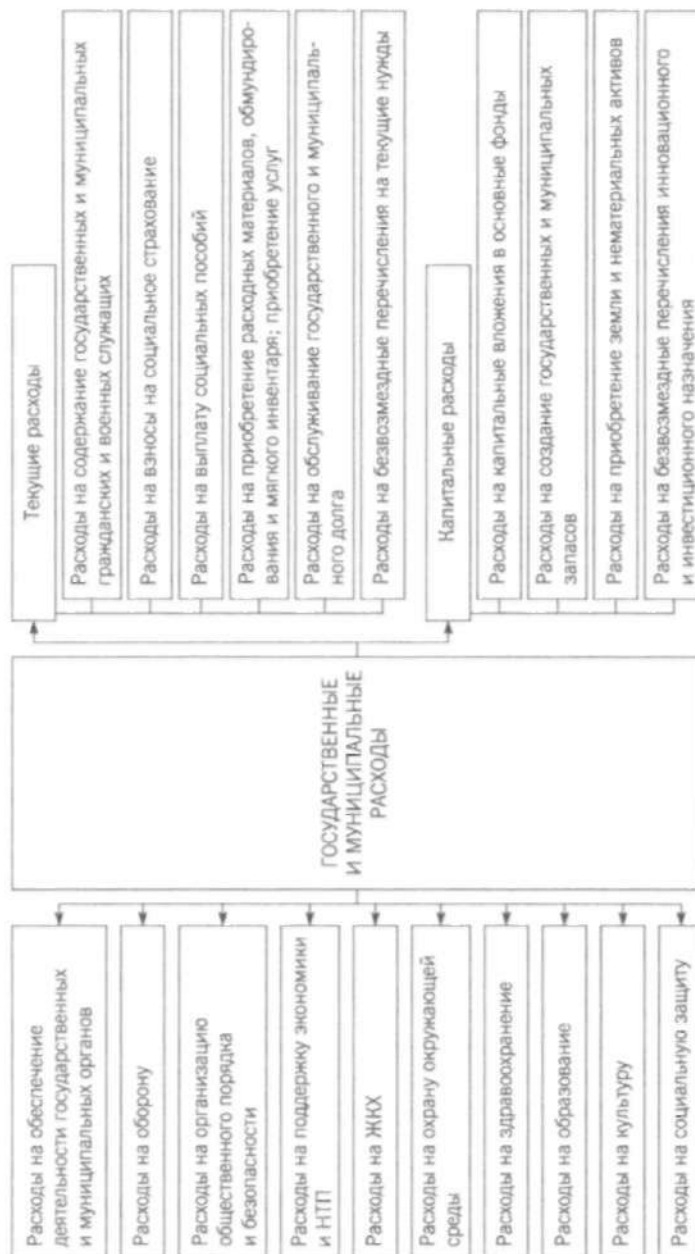 Расходы на обеспечение
деятельности государственных
и муниципальных органов
Расходы на оборону
Расходы на организацию
общественного порядка
и безопасности
Расходы на поддержку экономики
и НТП
Расходы на ЖКХ
Расходы на охрану окружающей
среды
Расходы на здравоохранение
Расходы на образование
Расходы на культуру
Расходы на социальную защиту
ГОСУДАРСТВЕННЫЕ
И МУНИЦИПАЛЬНЫЕ
РАСХОДЫ
Текущие расходы
Расходы на содержание государственных и муниципальных
гражданских и военных служащих
Расходы на взносы на социальное страхование
Расходы на выплату социальных пособий
Расходы на приобретение расходных материалов, обмундиро-
вания и мягкого инвентаря; приобретение услуг
Расходы на обслуживание государственного и муниципаль-
ного долга
Расходы на безвозмездные перечисления на текущие нужды
Капитальные расходы
Расходы на капитальные вложения в основные фонды
Расходы на создание государственных и муниципальных
запасов
Расходы на приобретение земли и нематериальных активов
Расходы на безвозмездные перечисления инновационного
и инвестиционного назначения